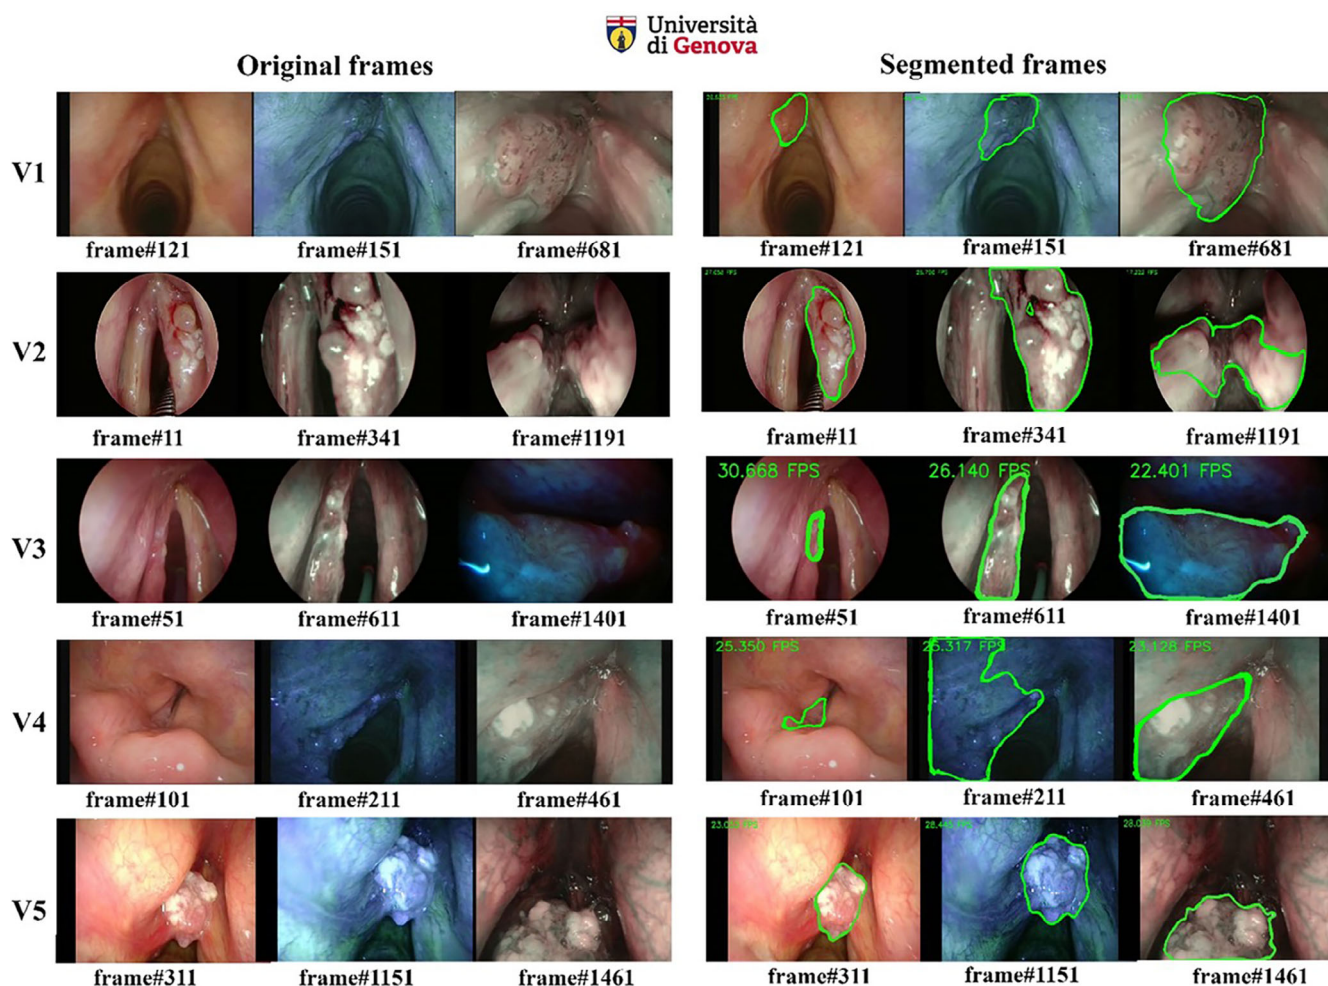 Università
di Genova
Original frames
Segmented frames
V1
frame#121 frame#151 frame#681
frame#121 frame#151 frame#681
V2
frame#11 frame#341 frame#1191
frame#11 frame#341 frame#1191
V3
30.668 FPS 26.140 FPS 22.401 FPS
frame#51 frame#611 frame#1401
frame#51 frame#611 frame#1401
V4
25.350 FPS 25.317 FPS 23.128 FPS
frame#101 frame#211 frame#461
frame#101 frame#211 frame#461
V5
frame#311 frame#1151 frame#1461
frame#311 frame#1151 frame#1461